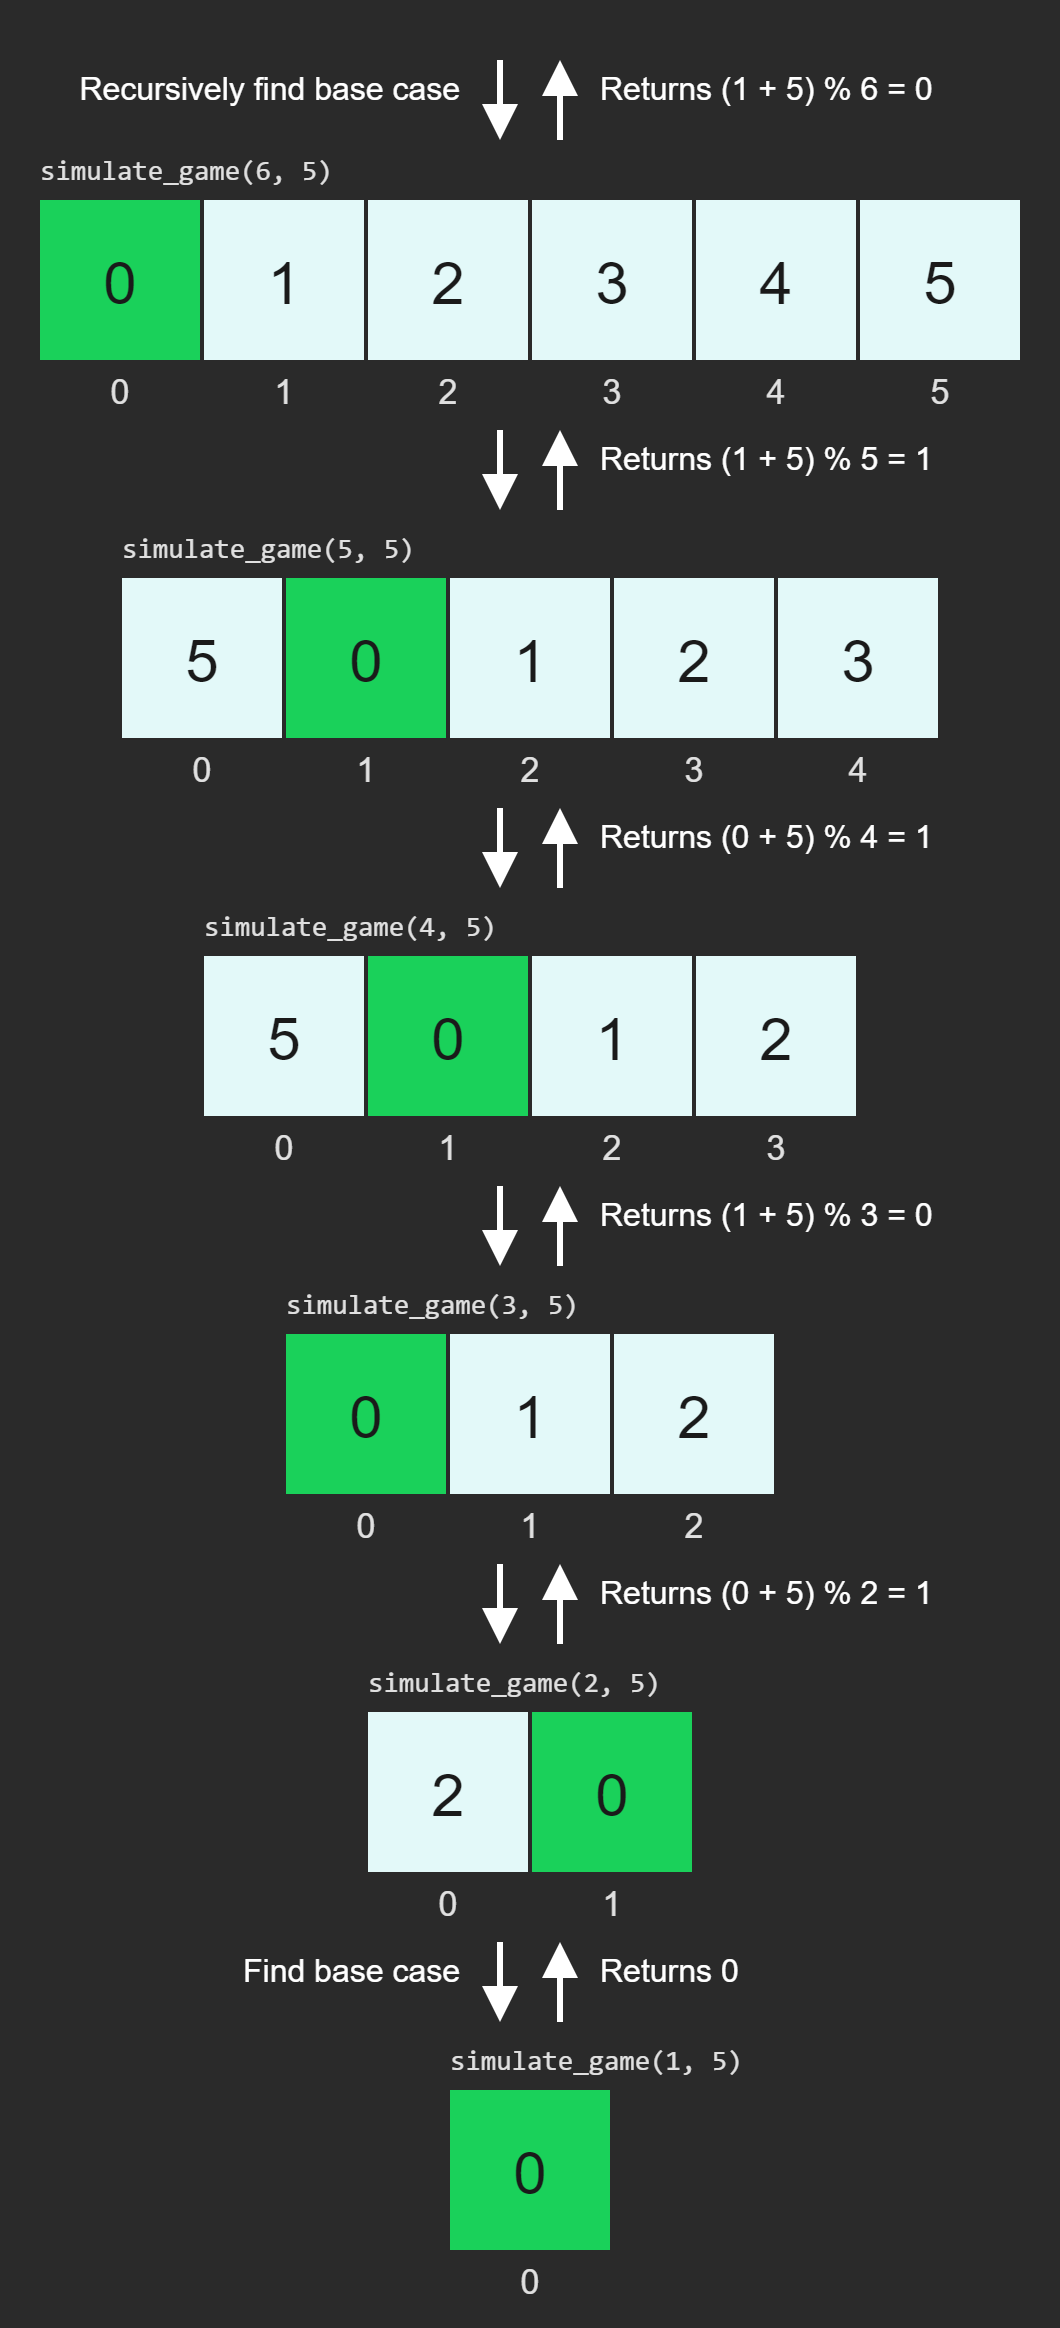 Recursively find base case Returns (1 + 5) % 6 = 0
simulate_game(6, 5)
0 1 2 3 4 5
0 1 2 3 4 5
Returns (1 + 5) % 5 = 1
simulate_game(5, 5)
5 0 1 2 3
0 1 2 3 4
Returns (0 + 5) % 4 = 1
simulate_game(4, 5)
5 0 1 2
0 1 2 3
Returns (1 + 5) % 3 = 0
simulate_game(3, 5)
0 1 2
0 1 2
Returns (0 + 5) % 2 = 1
simulate_game(2, 5)
2 0
0 1
Find base case Returns 0
simulate_game(1, 5)
0
0